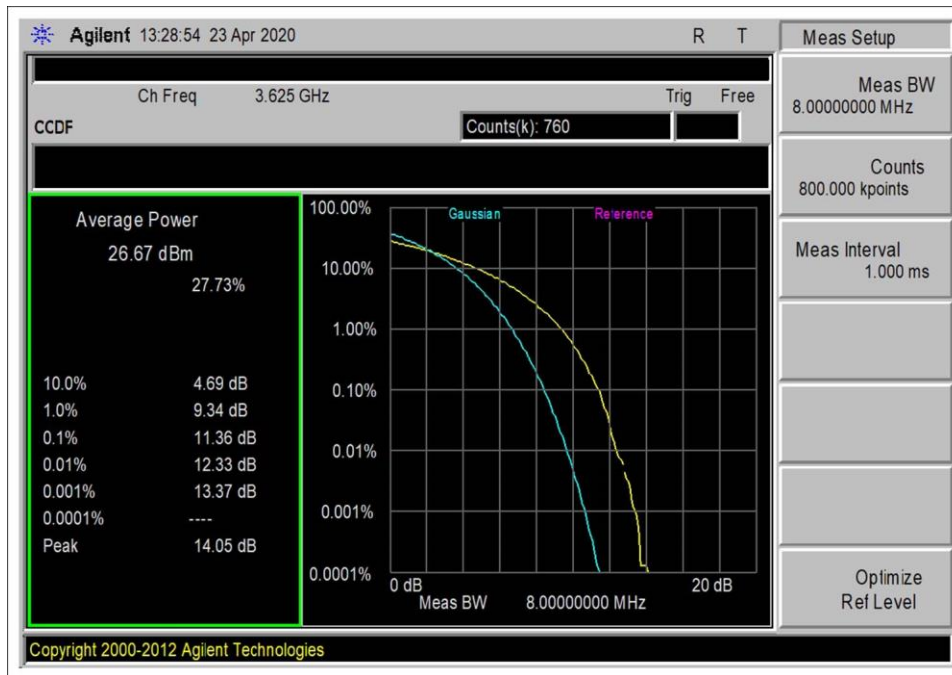 Agilent 13:28:54 23 Apr 2020 R T
Meas Setup
Ch Freq 3.625 GHz Trig Free
CCDF Counts(k): 760
Meas BW
8.00000000 MHz
Counts
800.000 kpoints
Meas Interval
1.000 ms
Optimize
Ref Level
Average Power
26.67 dBm
27.73%
10.0% 4.69 dB
1.0% 9.34 dB
0.1% 11.36 dB
0.01% 12.33 dB
0.001% 13.37 dB
0.0001% ----
Peak 14.05 dB
Gaussian Reference
100.00%
10.00%
1.00%
0.10%
0.01%
0.001%
0.0001%
0 dB 20 dB
Meas BW 8.00000000 MHz
Copyright 2000-2012 Agilent Technologies